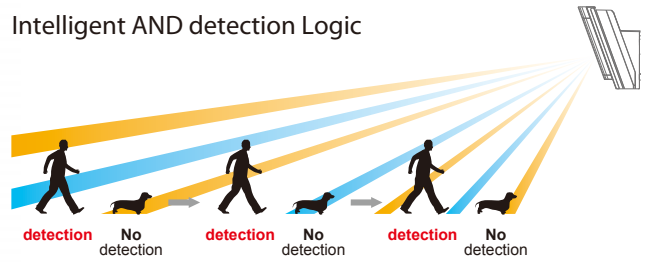 Intelligent AND detection Logic
detection No detection No detection No
detection detection detection